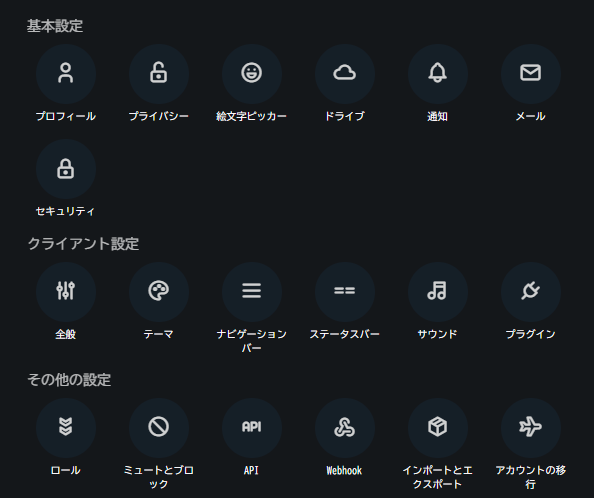 基本設定
プロフィール
プライバシー
絵文字ピッカー
ドライブ
通知
メール
セキュリティ
クライアント設定
全般
テーマ
ナビゲーション
バー
ステータスバー
サウンド
プラグイン
その他の設定
ロール
ミュートとブロ
ック
API
API
Webhook
インポートとエ
クスポート
アカウントの移
行